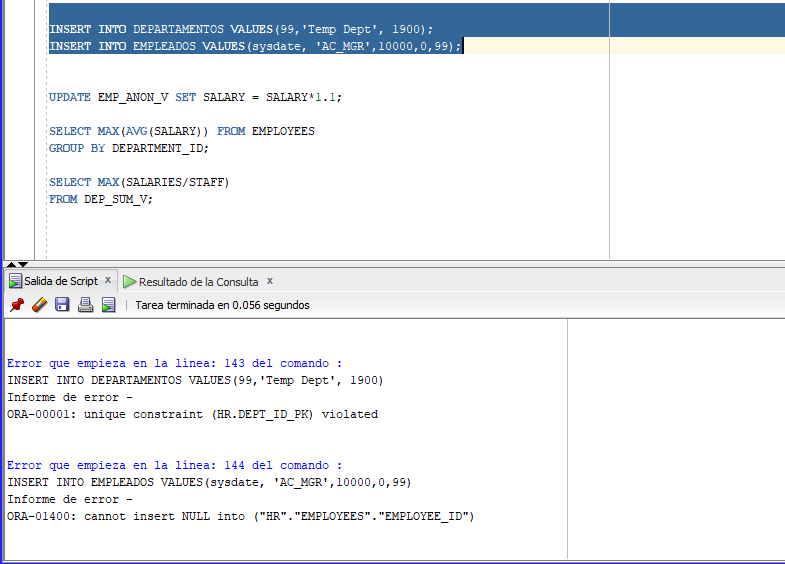 INSERT INTO DEPARTAMENTOS VALUES(99,'Temp Dept', 1900);
INSERT INTO EMPLEADOS VALUES(sysdate, 'AC_MGR',10000,0,99);
UPDATE EMP_ANON_V SET SALARY = SALARY*1.1;
SELECT MAX(AVG(SALARY)) FROM EMPLOYEES
GROUP BY DEPARTMENT_ID;
SELECT MAX(SALARIES/STAFF)
FROM DEP_SUM_V;
Salida de Script x Resultado de la Consulta x
Tarea terminada en 0.056 segundos
Error que empieza en la línea: 143 del comando :
INSERT INTO DEPARTAMENTOS VALUES(99,'Temp Dept', 1900)
Informe de error -
ORA-00001: unique constraint (HR.DEPT_ID_PK) violated
Error que empieza en la línea: 144 del comando :
INSERT INTO EMPLEADOS VALUES(sysdate, 'AC_MGR',10000,0,99)
Informe de error -
ORA-01400: cannot insert NULL into ("HR"."EMPLOYEES"."EMPLOYEE_ID")